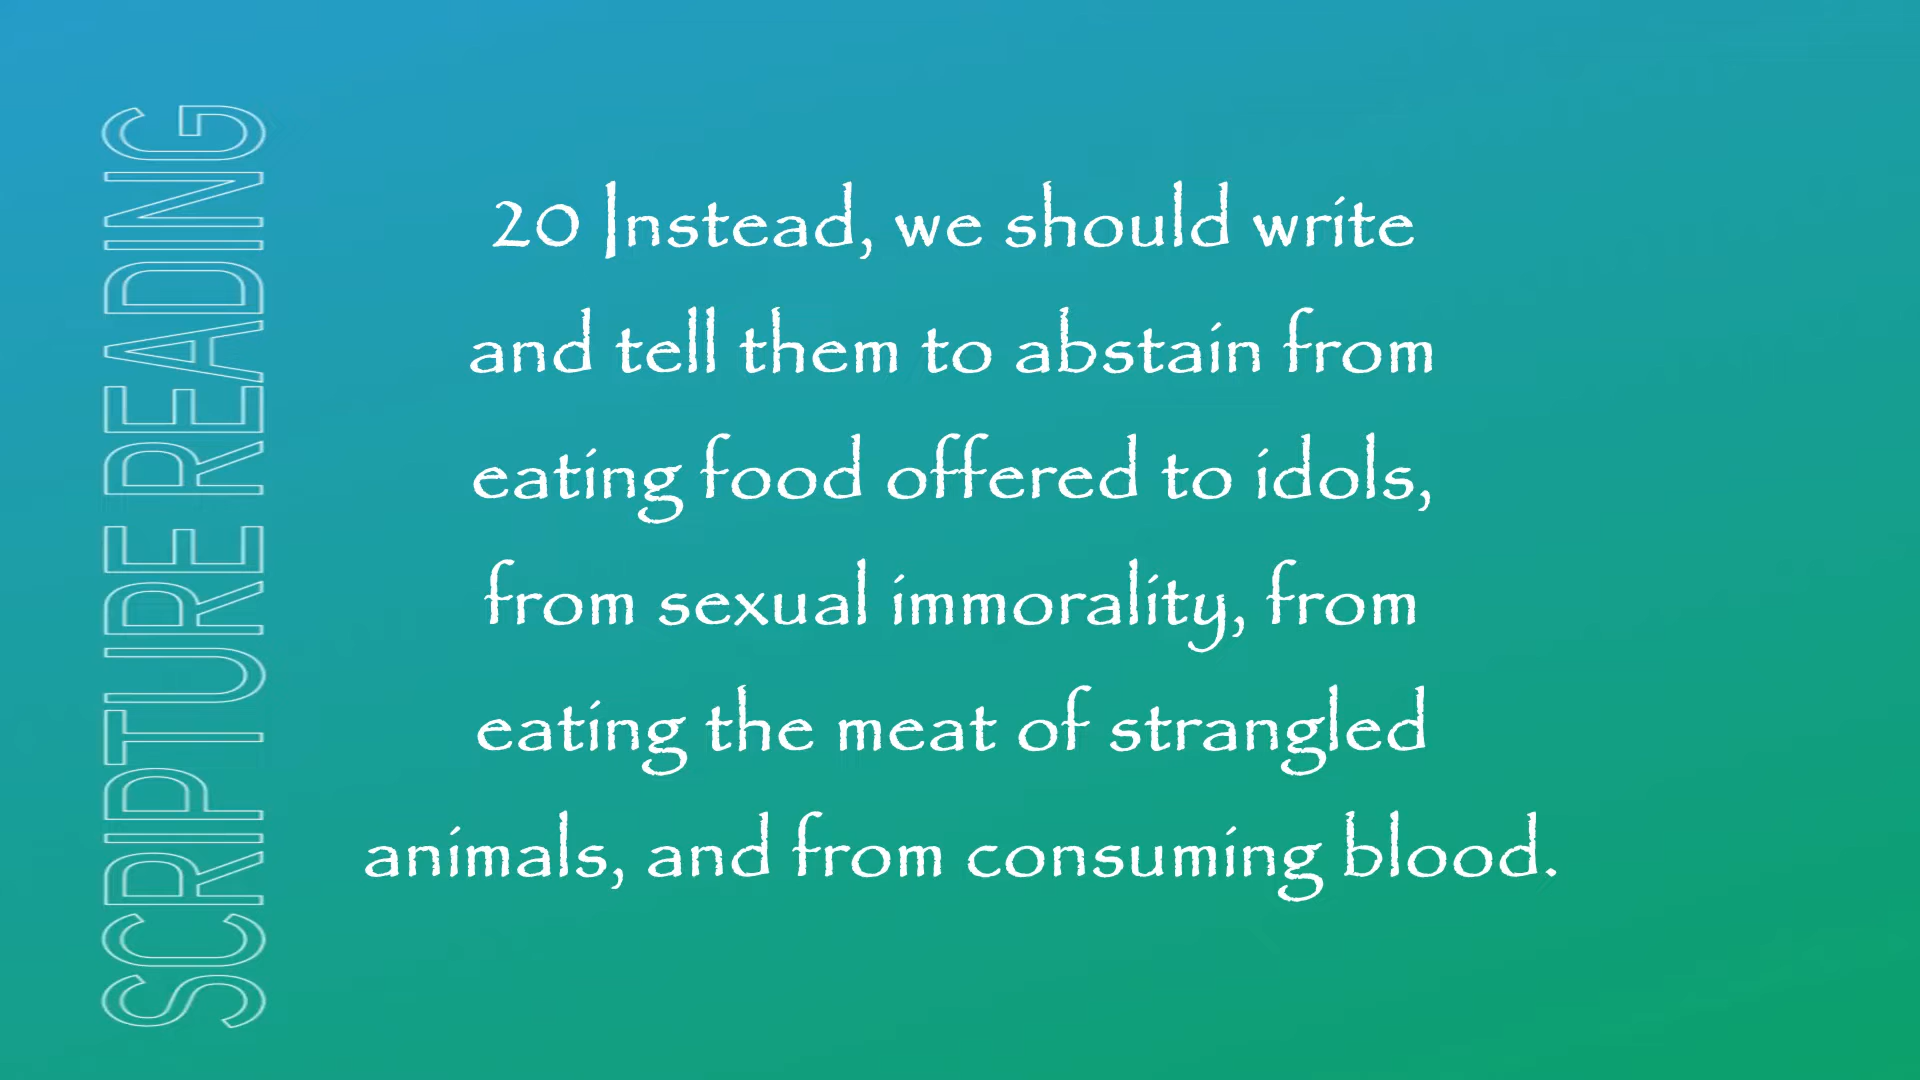 SCRIPTURE READING
20 Instead, we should write
and tell them to abstain from
eating food offered to idols,
from sexual immorality, from
eating the meat of strangled
animals, and from consuming blood.